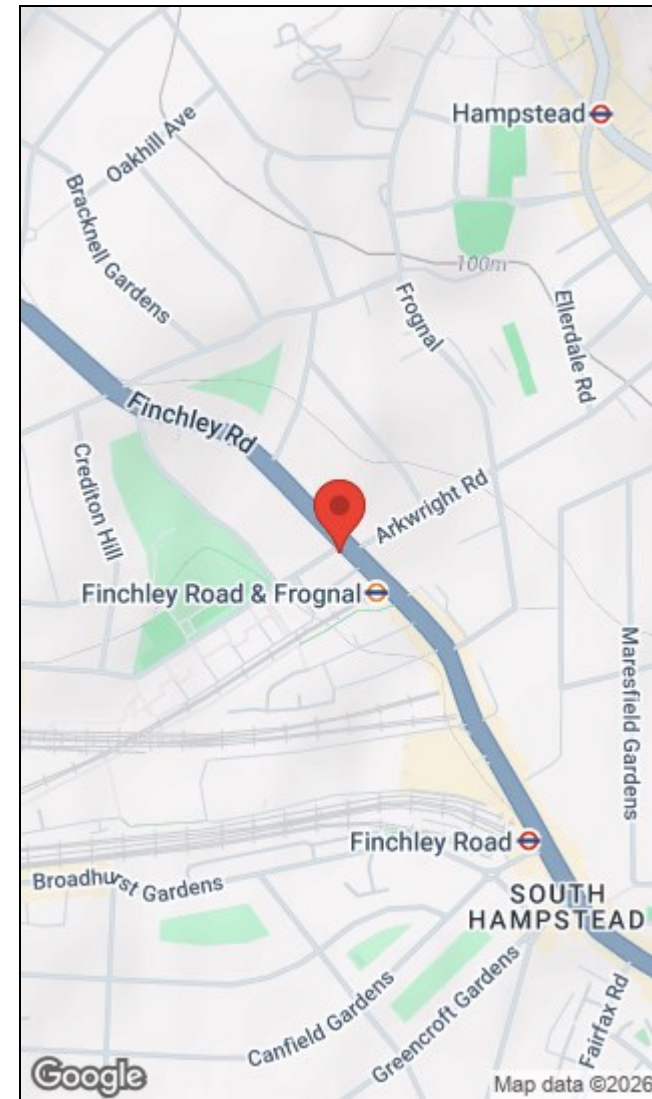 Hampstead
Oakhill Ave
Bracknell Gardens
100m
Frognal
Ellerdale Rd
Finchley Rd
Crediton Hill
Arkwright Rd
Finchley Road & Frognal
Maresfield Gardens
Finchley Road
Broadhurst Gardens
SOUTH
HAMPSTEAD
Canfield Gardens
Greencroft Gardens
Fairfax Rd
Google
Map data ©2026